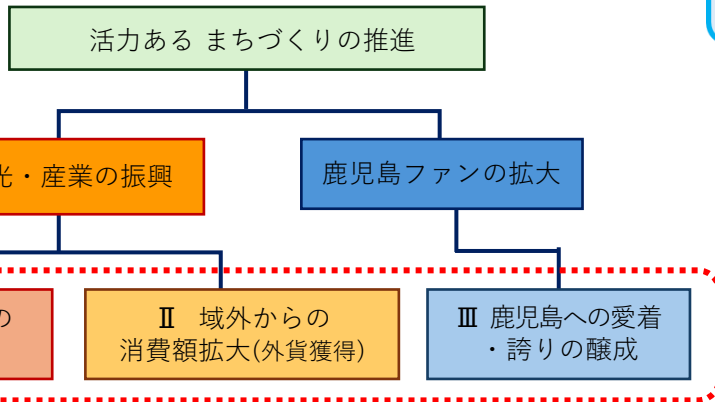 活力ある まちづくりの推進
光・産業の振興
鹿児島ファンの拡大
の
Ⅱ 域外からの
消費額拡大(外貨獲得)
Ⅲ 鹿児島への愛着
・誇りの醸成